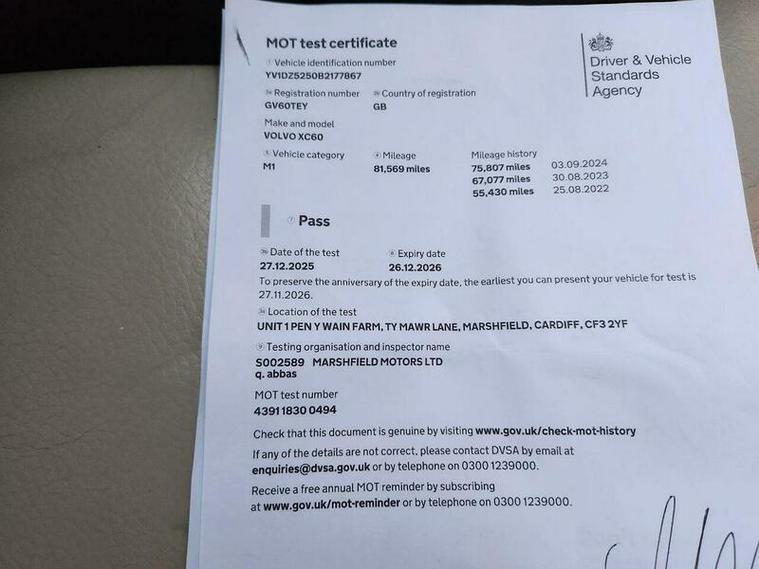 MOT test certificate
Driver & Vehicle
Standards
Agency
Vehicle identification number
YV1DZ5250B2177867
Registration number Country of registration
GV60TEY GB
Make and model
VOLVO XC60
Vehicle category Mileage Mileage history
M1 81,569 miles 75,807 miles 03.09.2024
67,077 miles 30.08.2023
55,430 miles 25.08.2022
Pass
Date of the test Expiry date
27.12.2025 26.12.2026
To preserve the anniversary of the expiry date, the earliest you can present your vehicle for test is
27.11.2026.
Location of the test
UNIT 1 PEN Y WAIN FARM, TY MAWR LANE, MARSHFIELD, CARDIFF, CF3 2YF
Testing organisation and inspector name
S002589 MARSHFIELD MOTORS LTD
q. abbas
MOT test number
4391 1830 0494
Check that this document is genuine by visiting www.gov.uk/check-mot-history
If any of the details are not correct, please contact DVSA by email at
enquiries@dvsa.gov.uk or by telephone on 0300 1239000.
Receive a free annual MOT reminder by subscribing
at www.gov.uk/mot-reminder or by telephone on 0300 1239000.